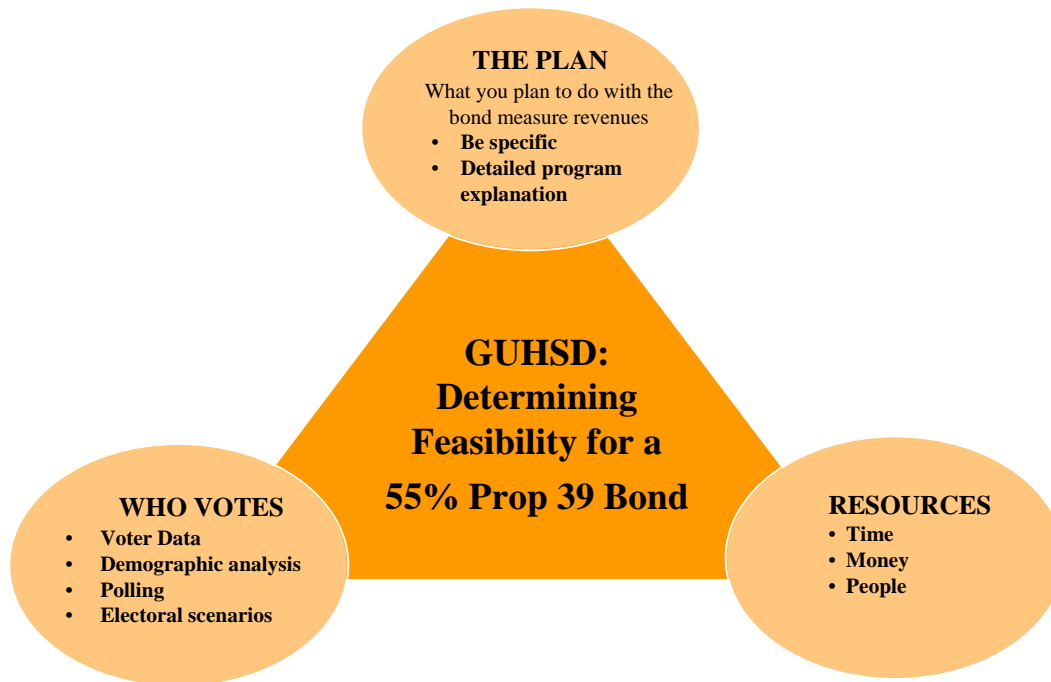 THE PLAN
What you plan to do with the
bond measure revenues
• Be specific
• Detailed program
explanation
GUHSD:
Determining
Feasibility for a
55% Prop 39 Bond
WHO VOTES
• Voter Data
• Demographic analysis
• Polling
• Electoral scenarios
RESOURCES
• Time
• Money
• People